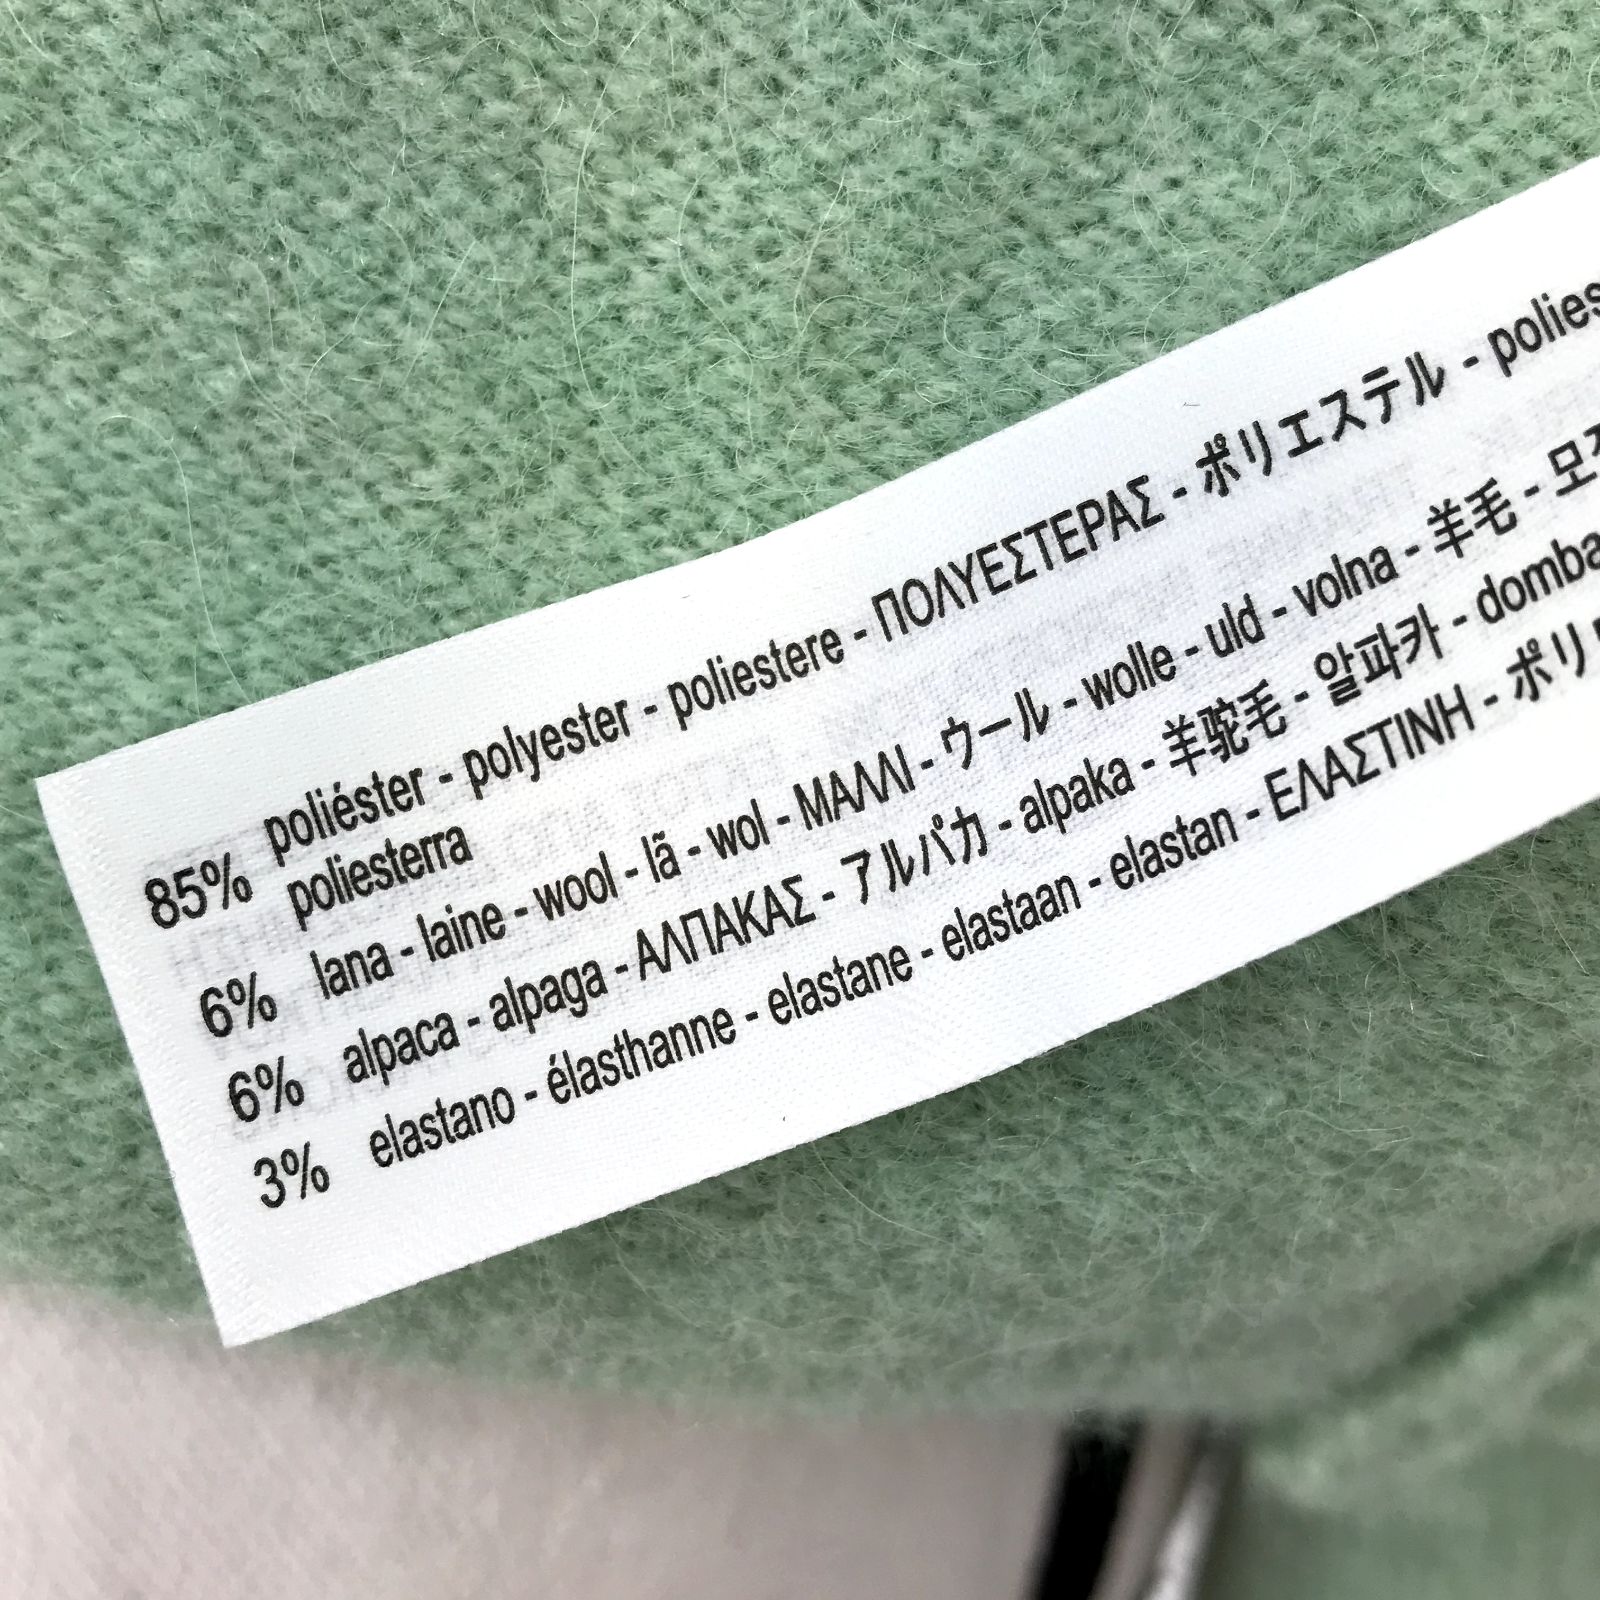 85% poliéster - polyester - poliestere - ΠΟΛΥΕΣΤΕΡΑΣ - ポリエステル - polies
poliesterra
6% lana - laine - wool - lã - wol - ΜΑΛΛΙ - ウール - wolle - uld - volna - 羊毛 -
6% alpaca - alpaga - ΑΛΠΑΚΑΣ - アルパカ - alpaka - 羊驼毛 - 알파카 - domba
3% elastano - élasthanne - elastane - elastaan - elastan - ΕΛΑΣΤΙΝΗ - ポリ